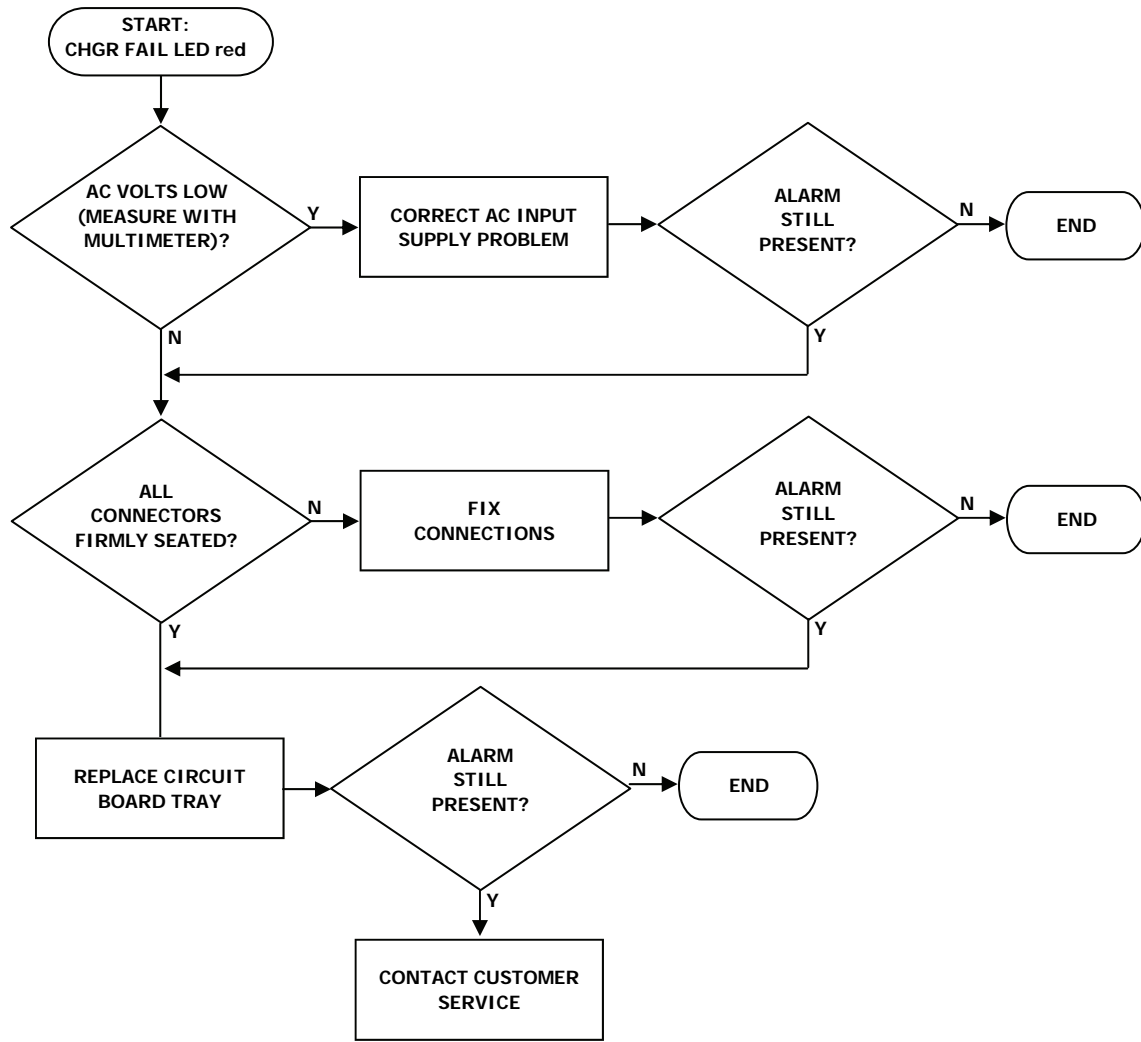 START:
CHGR FAIL LED red
AC VOLTS LOW
(MEASURE WITH
MULTIMETER)?
Y
CORRECT AC INPUT
SUPPLY PROBLEM
ALARM
STILL
PRESENT?
N
END
N
Y
ALL
CONNECTORS
FIRMLY SEATED?
N
FIX
CONNECTIONS
ALARM
STILL
PRESENT?
N
END
Y
Y
REPLACE CIRCUIT
BOARD TRAY
ALARM
STILL
PRESENT?
N
END
Y
CONTACT CUSTOMER
SERVICE